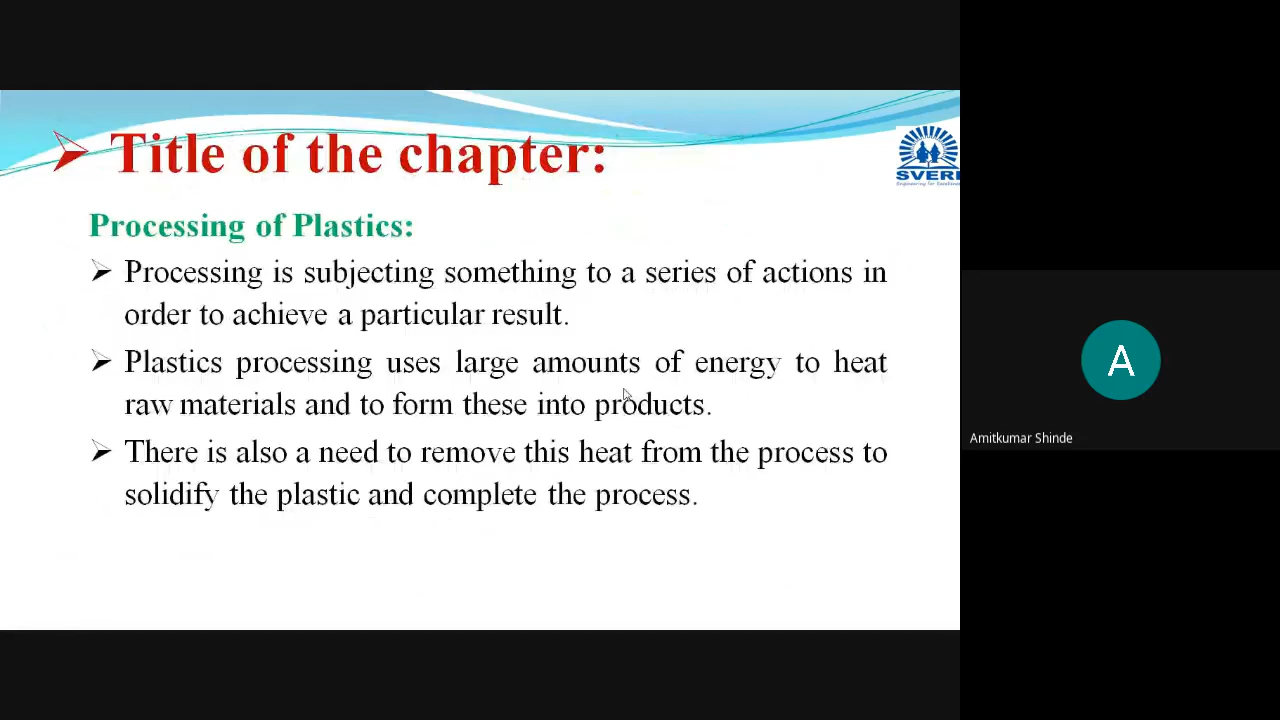 Title of the chapter:
SVERI
Engineering for Excellence
Processing of Plastics:
Processing is subjecting something to a series of actions in
order to achieve a particular result.
Plastics processing uses large amounts of energy to heat
raw materials and to form these into products.
There is also a need to remove this heat from the process to
solidify the plastic and complete the process.
A
Amitkumar Shinde